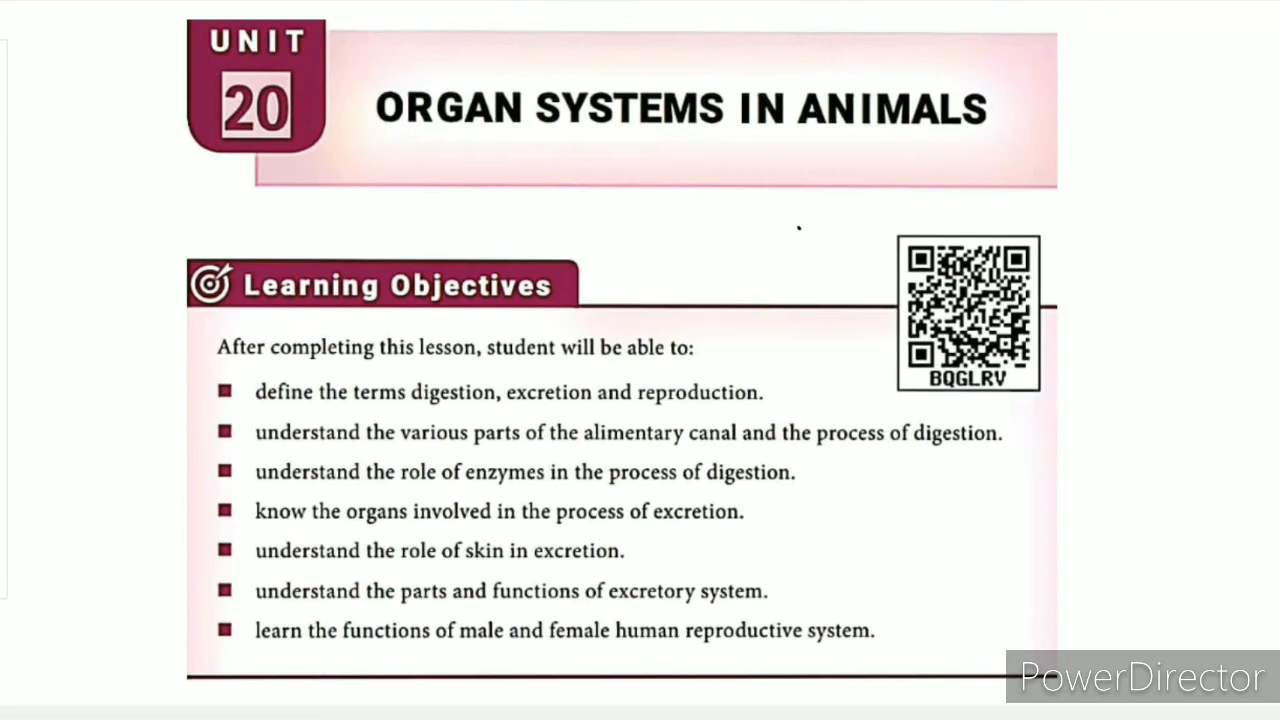 UNIT
20
ORGAN SYSTEMS IN ANIMALS
Learning Objectives
BQGLRV
After completing this lesson, student will be able to:
define the terms digestion, excretion and reproduction.
understand the various parts of the alimentary canal and the process of digestion.
understand the role of enzymes in the process of digestion.
know the organs involved in the process of excretion.
understand the role of skin in excretion.
understand the parts and functions of excretory system.
learn the functions of male and female human reproductive system.
PowerDirector